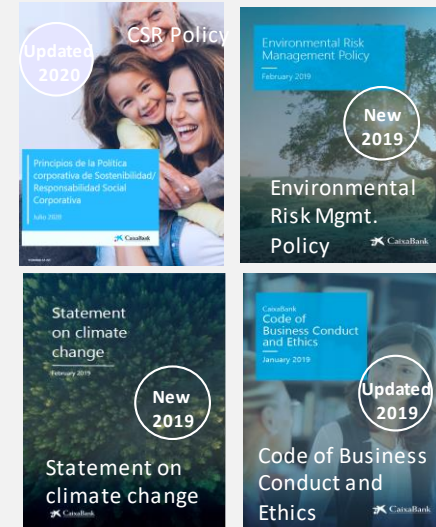 Updated
2020
CSR Policy
Principios de la Política
corporativa de Sostenibilidad/
Responsabilidad Social
Corporativa
Julio 2020
CaixaBank
Environmental Risk
Management Policy
February 2019
New
2019
Environmental
Risk Mgmt.
Policy
CaixaBank
Statement
on climate
change
February 2019
New
2019
Statement on
climate change
CaixaBank
CaixaBank
Code of
Business Conduct
and Ethics
January 2019
Updated
2019
Code of Business
Conduct and
Ethics
CaixaBank